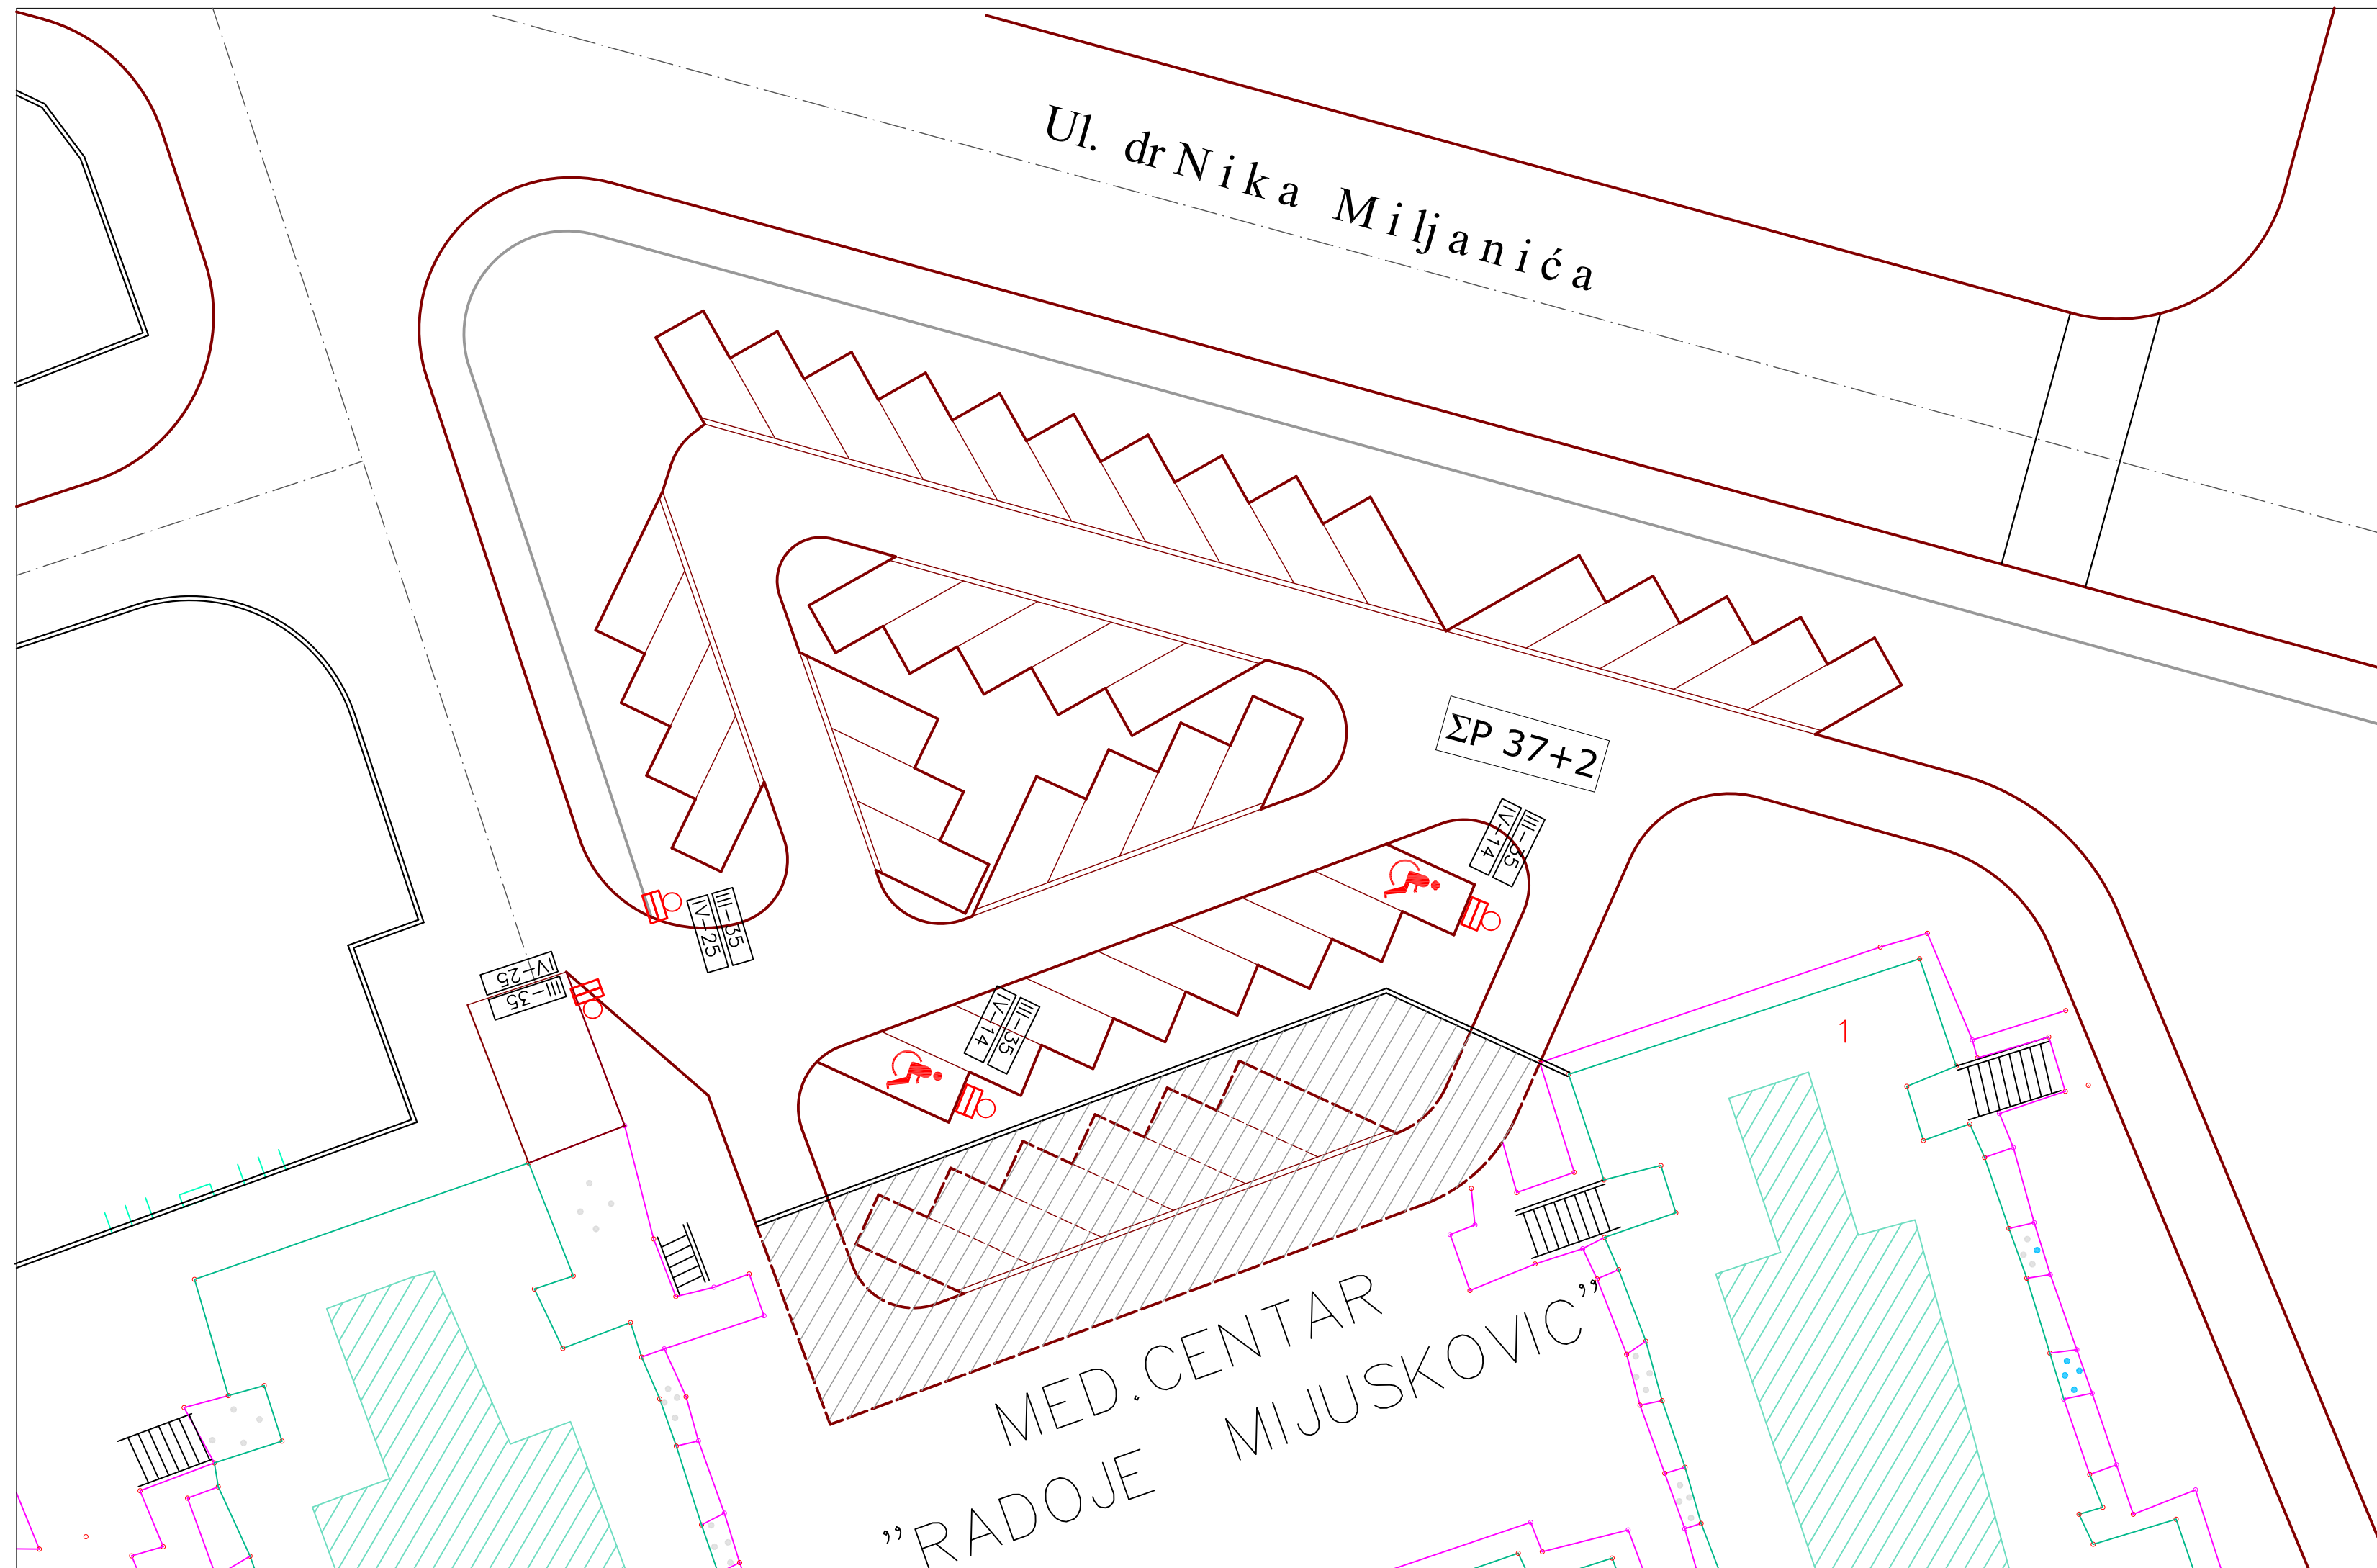 Ul. dr Nika Miljanića
ΣP 37+2
III-35
IV-14
III-35
IV-25
IV-25
III-35
III-35
IV-14
1
MED.CENTAR
"RADOJE MIJUSKOVIC"